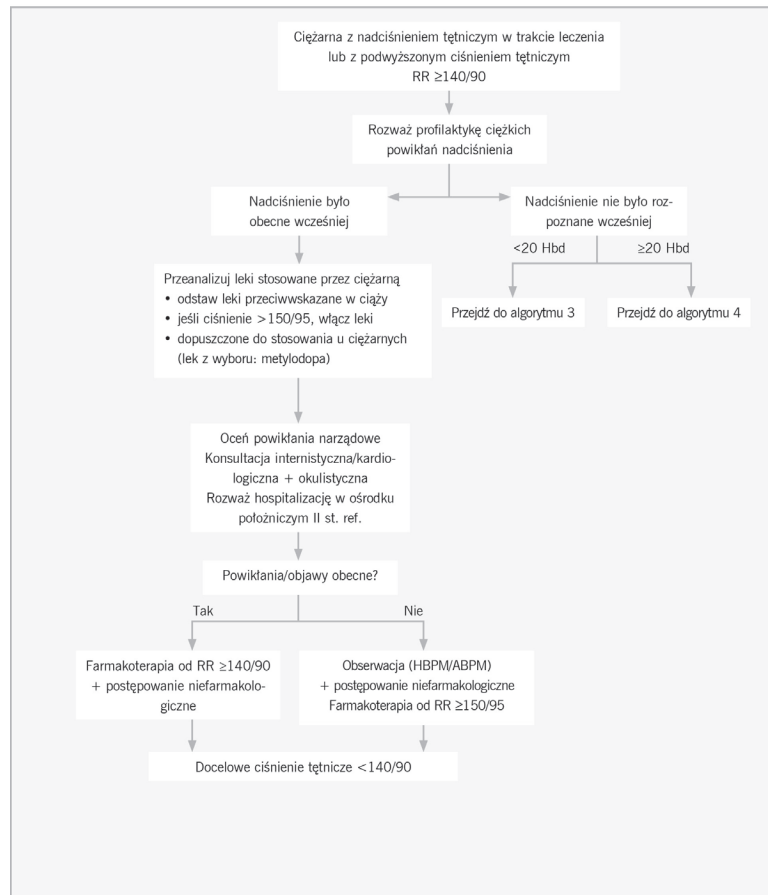 Ciężarna z nadciśnieniem tętniczym w trakcie leczenia
lub z podwyższonym ciśnieniem tętniczym
RR ≥140/90
Rozważ profilaktykę ciężkich
powikłań nadciśnienia
Nadciśnienie było
obecne wcześniej
Nadciśnienie nie było roz-
poznane wcześniej
<20 Hbd
≥20 Hbd
Przeanalizuj leki stosowane przez ciężarną
• odstaw leki przeciwwskazane w ciąży
• jeśli ciśnienie >150/95, włącz leki
• dopuszczone do stosowania u ciężarnych
(lek z wyboru: metylodopa)
Przejdź do algorytmu 3
Przejdź do algorytmu 4
Oceń powikłania narządowe
Konsultacja internistyczna/kardio-
logiczna + okulistyczna
Rozważ hospitalizację w ośrodku
położniczym II st. ref.
Powikłania/objawy obecne?
Tak
Nie
Farmakoterapia od RR ≥140/90
+ postępowanie niefarmakolo-
giczne
Obserwacja (HBPM/ABPM)
+ postępowanie niefarmakologiczne
Farmakoterapia od RR ≥150/95
Docelowe ciśnienie tętnicze <140/90